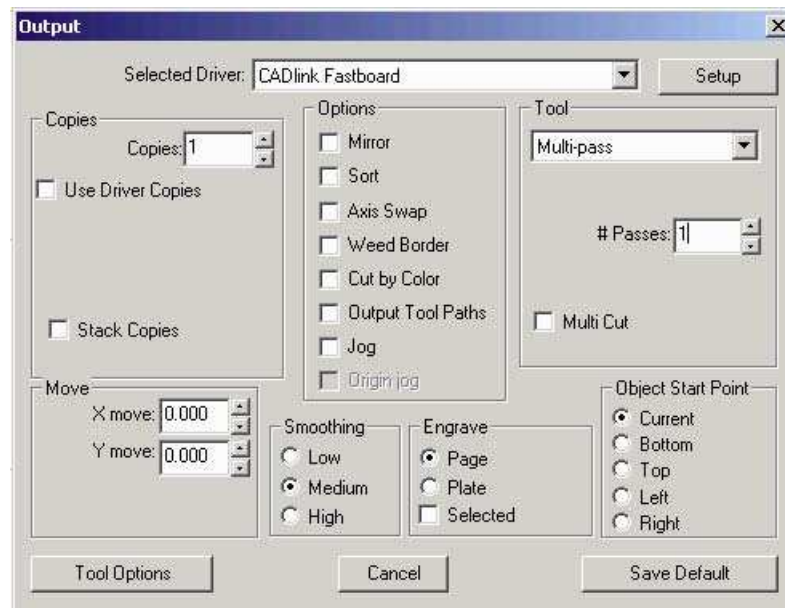 Output
Selected Driver: CADlink Fastboard
Setup
Copies
Copies: 1
Use Driver Copies
Stack Copies
Options
Mirror
Sort
Axis Swap
Weed Border
Cut by Color
Output Tool Paths
Jog
Origin jog
Tool
Multi-pass
# Passes: 1
Multi Cut
Move
X move: 0.000
Y move: 0.000
Smoothing
Low
Medium
High
Engrave
Page
Plate
Selected
Object Start Point
Current
Bottom
Top
Left
Right
Tool Options
Cancel
Save Default